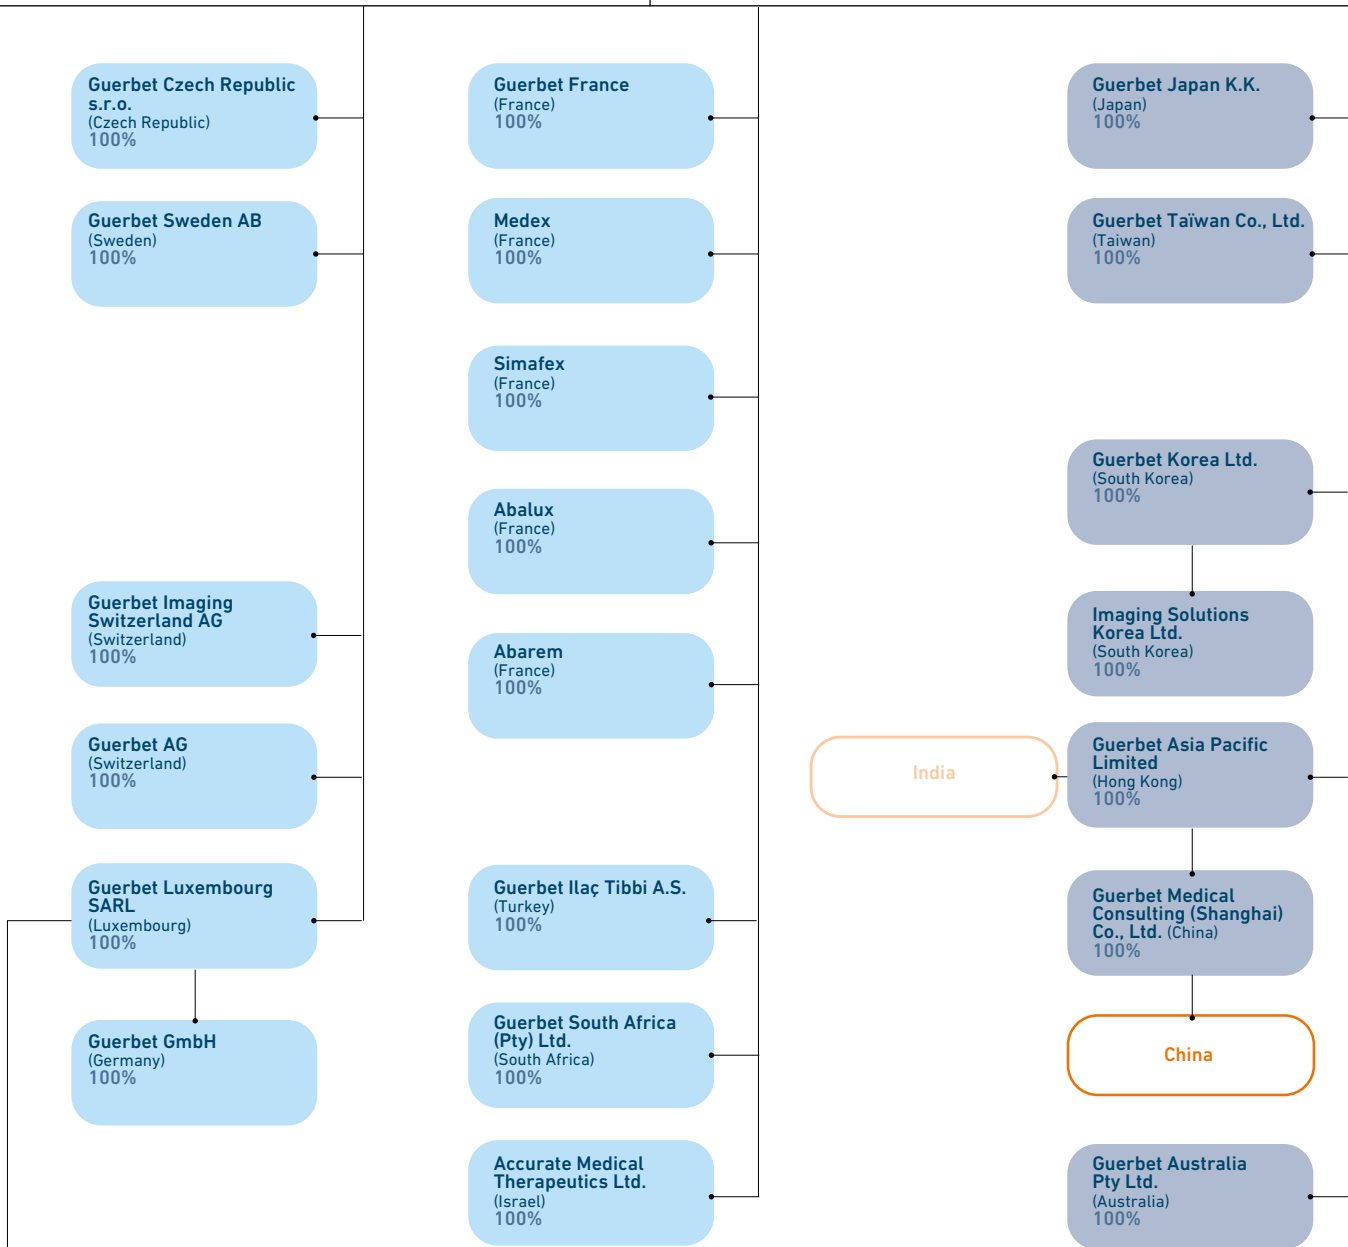 Guerbet Czech Republic
s.r.o.
(Czech Republic)
100%
Guerbet Sweden AB
(Sweden)
100%
Guerbet Imaging
Switzerland AG
(Switzerland)
100%
Guerbet AG
(Switzerland)
100%
Guerbet Luxembourg
SARL
(Luxembourg)
100%
Guerbet GmbH
(Germany)
100%
Guerbet France
(France)
100%
Medex
(France)
100%
Simafex
(France)
100%
Abalux
(France)
100%
Abarem
(France)
100%
Guerbet Ilaç Tibbi A.S.
(Turkey)
100%
Guerbet South Africa
(Pty) Ltd.
(South Africa)
100%
Accurate Medical
Therapeutics Ltd.
(Israel)
100%
Guerbet Japan K.K.
(Japan)
100%
Guerbet Taïwan Co., Ltd.
(Taiwan)
100%
Guerbet Korea Ltd.
(South Korea)
100%
Imaging Solutions
Korea Ltd.
(South Korea)
100%
India
Guerbet Asia Pacific
Limited
(Hong Kong)
100%
Guerbet Medical
Consulting (Shanghai)
Co., Ltd. (China)
100%
China
Guerbet Australia
Pty Ltd.
(Australia)
100%